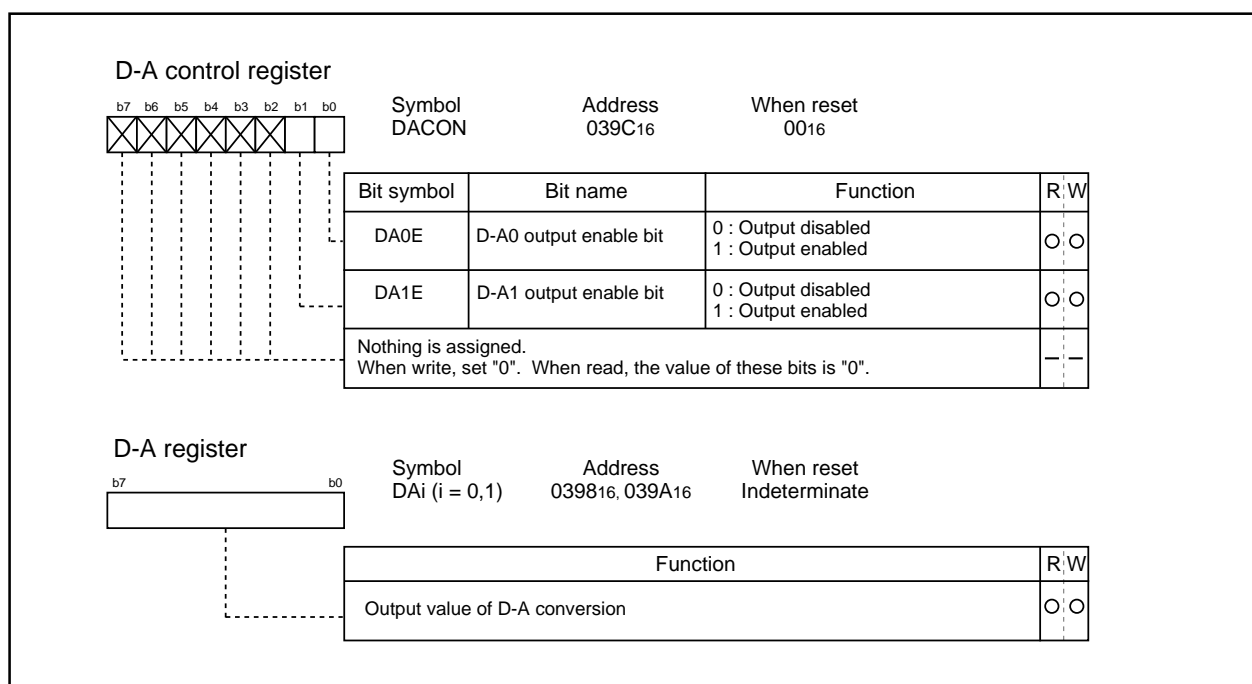 D-A control register
b7 b6 b5 b4 b3 b2 b1 b0
Symbol Address When reset
DACON 039C16 0016
Bit symbol Bit name Function R W
DA0E D-A0 output enable bit 0 : Output disabled
1 : Output enabled
DA1E D-A1 output enable bit 0 : Output disabled
1 : Output enabled
Nothing is assigned.
When write, set "0". When read, the value of these bits is "0".
D-A register
b7 b0
Symbol Address When reset
DAi (i = 0,1) 039816, 039A16 Indeterminate
Function R W
Output value of D-A conversion